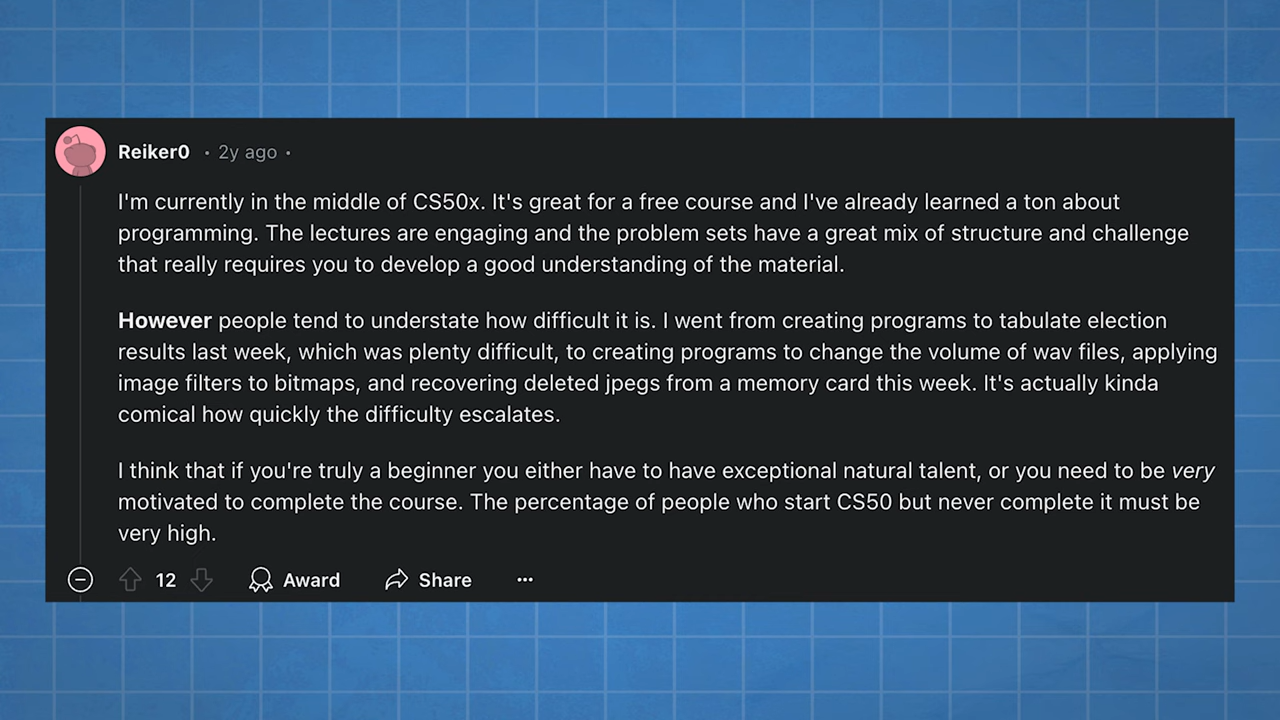 Reiker0 · 2y ago ·
I'm currently in the middle of CS50x. It's great for a free course and I've already learned a ton about
programming. The lectures are engaging and the problem sets have a great mix of structure and challenge
that really requires you to develop a good understanding of the material.
However people tend to understate how difficult it is. I went from creating programs to tabulate election
results last week, which was plenty difficult, to creating programs to change the volume of wav files, applying
image filters to bitmaps, and recovering deleted jpegs from a memory card this week. It's actually kinda
comical how quickly the difficulty escalates.
I think that if you're truly a beginner you either have to have exceptional natural talent, or you need to be very
motivated to complete the course. The percentage of people who start CS50 but never complete it must be
very high.
12 Award Share ···